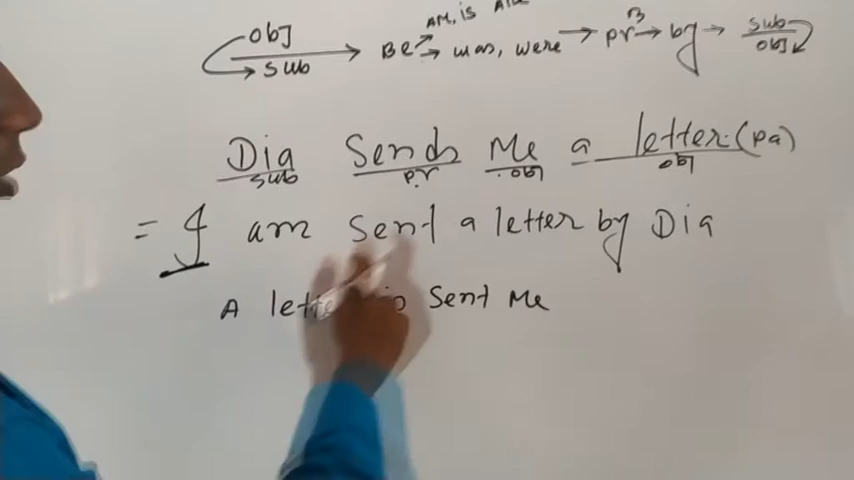 AM, is
obj
sub
BE
was, were
pr
3
by
sub
obj
Dia Sends Me a letter. (pa)
sub
pr
obj
obj
= I am Sent a letter by Dia
A is Sent Me